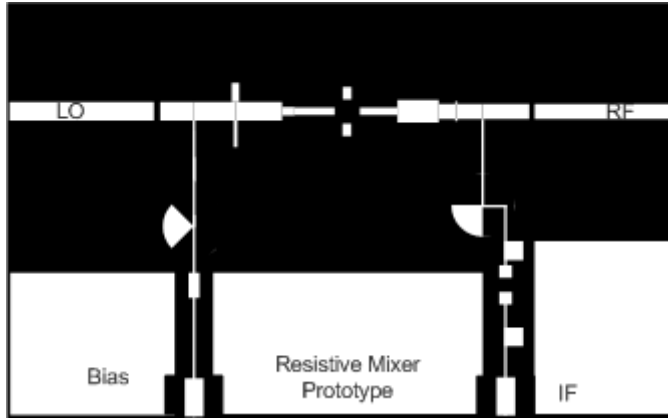 LO
RF
Bias
Resistive Mixer
Prototype
IF